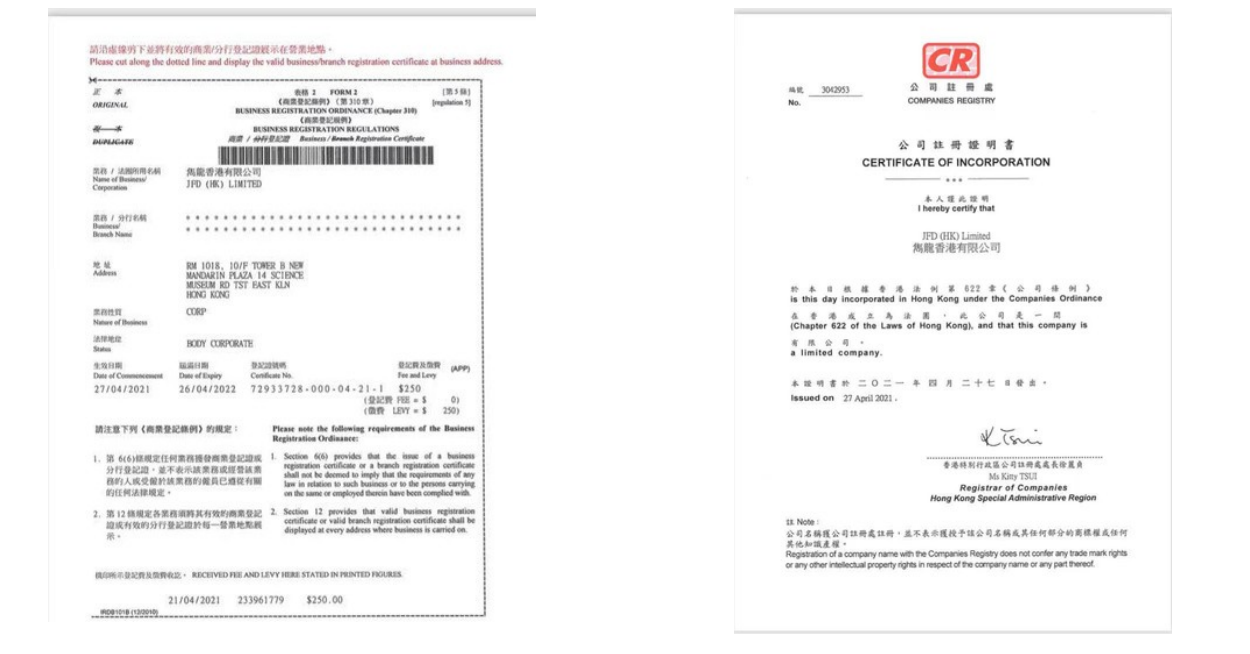 請沿虛線剪下並將有效的商業/分行登記證展示在營業地點。
Please cut along the dotted line and display the valid business/branch registration certificate at business address.
正 本
ORIGINAL
表格 2 FORM 2
[第 5 條]
《商業登記條例》(第 310 章)
[regulation 5]
BUSINESS REGISTRATION ORDINANCE (Chapter 310)
《商業登記規例》
複 本
DUPLICATE
BUSINESS REGISTRATION REGULATIONS
商業 / 分行登記證 Business / Branch Registration Certificate
業務 / 法團所用名稱
Name of Business/
Corporation
雋龍香港有限公司
JFD (HK) LIMITED
業務 / 分行名稱
Business/
Branch Name
* * * * * * * * * * * * * * * * * * * * * * * *
* * * * * * * * * * * * * * * * * * * * * * * *
地 址
Address
RM 1018, 10/F TOWER B NEW
MANDARIN PLAZA 14 SCIENCE
MUSEUM RD TST EAST KLN
HONG KONG
業務性質
Nature of Business
CORP
法律地位
Status
BODY CORPORATE
生效日期
Date of Commencement
屆滿日期
Date of Expiry
登記證號碼
Certificate No.
登記費及徵費
Fee and Levy
(APP)
27/04/2021 26/04/2022 72933728-000-04-21-1 $250
(登記費 FEE = $ 0)
(徵費 LEVY = $ 250)
請注意下列《商業登記條例》的規定:
Please note the following requirements of the Business
Registration Ordinance:
1. 第 6(6)條規定任何業務獲發商業登記證或
分行登記證,並不表示該業務或經營該業
務的人或受僱於該業務的僱員已遵從有關
的任何法律規定。
1. Section 6(6) provides that the issue of a business
registration certificate or a branch registration certificate
shall not be deemed to imply that the requirements of any
law in relation to such business or to the persons carrying
on the same or employed therein have been complied with.
2. 第 12 條規定各業務須將其有效的商業登記
證或有效的分行登記證於每一營業地點展
示。
2. Section 12 provides that valid business registration
certificate or valid branch registration certificate shall be
displayed at every address where business is carried on.
機印所示登記費及徵費收訖。 RECEIVED FEE AND LEVY HERE STATED IN PRINTED FIGURES.
21/04/2021 233961779 $250.00
IRDB101B (12/2010)
CR
編號 3042953
No.
公 司 註 冊 處
COMPANIES REGISTRY
公 司 註 冊 證 明 書
CERTIFICATE OF INCORPORATION
* * *
本 人 謹 此 證 明
I hereby certify that
JFD (HK) Limited
雋龍香港有限公司
於 本 日 根 據 香 港 法 例 第 622 章 《 公 司 條 例 》
is this day incorporated in Hong Kong under the Companies Ordinance
在 香 港 成 立 為 法 團 , 此 公 司 是 一 間
(Chapter 622 of the Laws of Hong Kong), and that this company is
有 限 公 司 。
a limited company.
本 證 明 書 於 二 〇 二 一 年 四 月 二 十 七 日 發 出 。
Issued on 27 April 2021.
K Tsui
香港特別行政區公司註冊處處長徐麗貞
Ms Kitty TSUI
Registrar of Companies
Hong Kong Special Administrative Region
註 Note :
公司名稱獲公司註冊處註冊,並不表示獲授予該公司名稱或其任何部分的商標權或任何
其他知識產權。
Registration of a company name with the Companies Registry does not confer any trade mark rights
or any other intellectual property rights in respect of the company name or any part thereof.